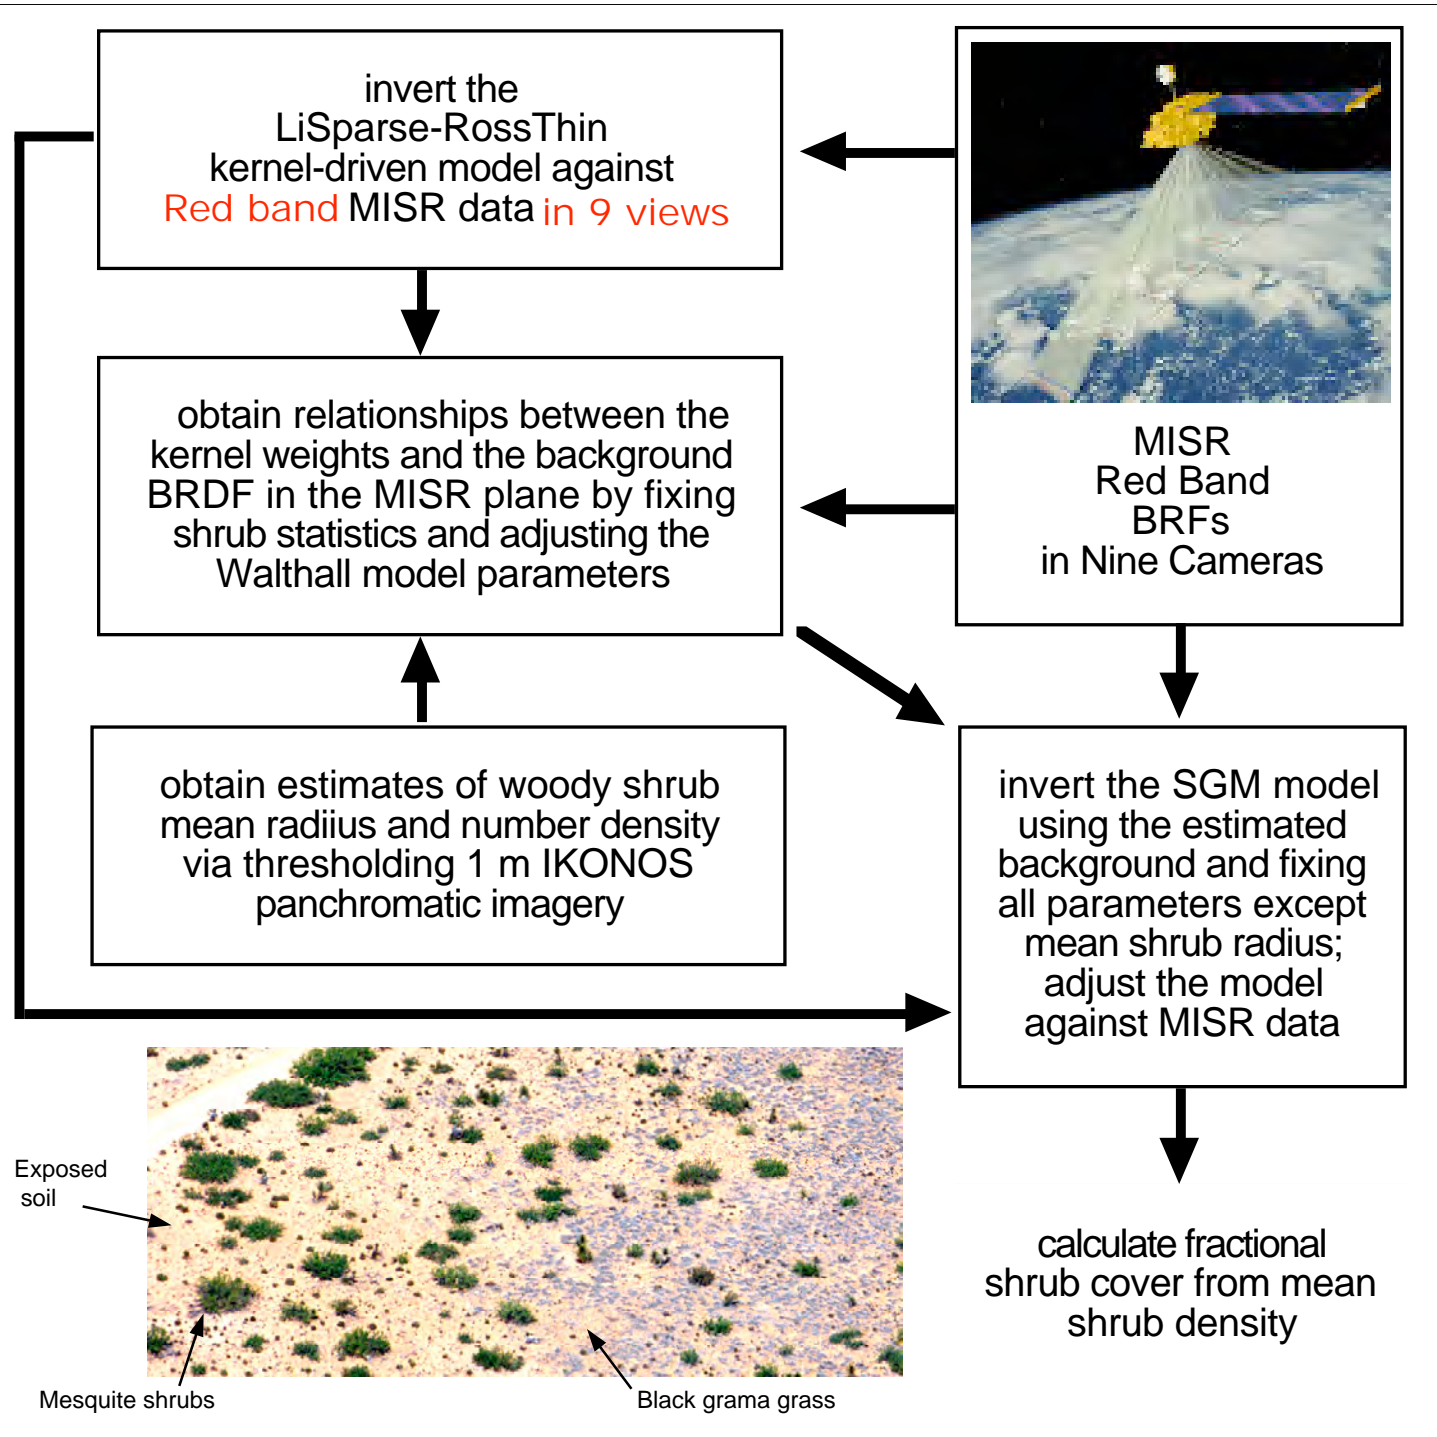 invert the
LiSparse-RossThin
kernel-driven model against
Red band MISR data in 9 views
MISR
Red Band
BRFs
in Nine Cameras
obtain relationships between the
kernel weights and the background
BRDF in the MISR plane by fixing
shrub statistics and adjusting the
Walthall model parameters
obtain estimates of woody shrub
mean radiius and number density
via thresholding 1 m IKONOS
panchromatic imagery
invert the SGM model
using the estimated
background and fixing
all parameters except
mean shrub radius;
adjust the model
against MISR data
Exposed
soil
Mesquite shrubs
Black grama grass
calculate fractional
shrub cover from mean
shrub density